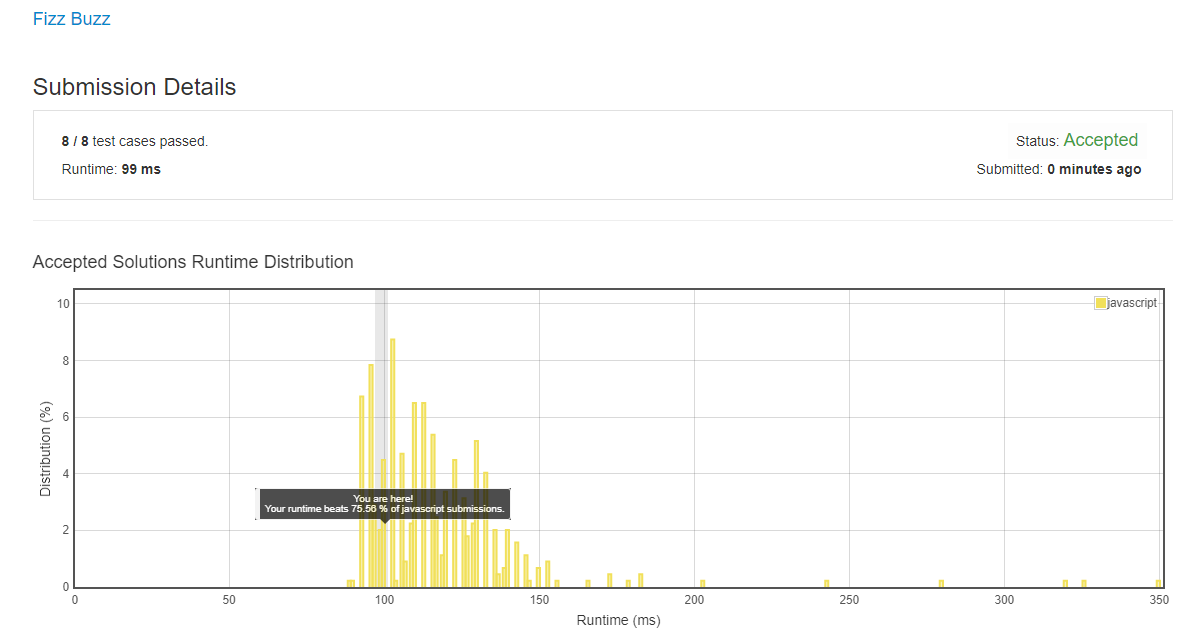 Fizz Buzz
Submission Details
8 / 8 test cases passed.
Status: Accepted
Runtime: 99 ms
Submitted: 0 minutes ago
Accepted Solutions Runtime Distribution
javascript
Distribution (%)
10
8
6
4
2
0
You are here!
Your runtime beats 75.56 % of javascript submissions.
0 50 100 150 200 250 300 350
Runtime (ms)